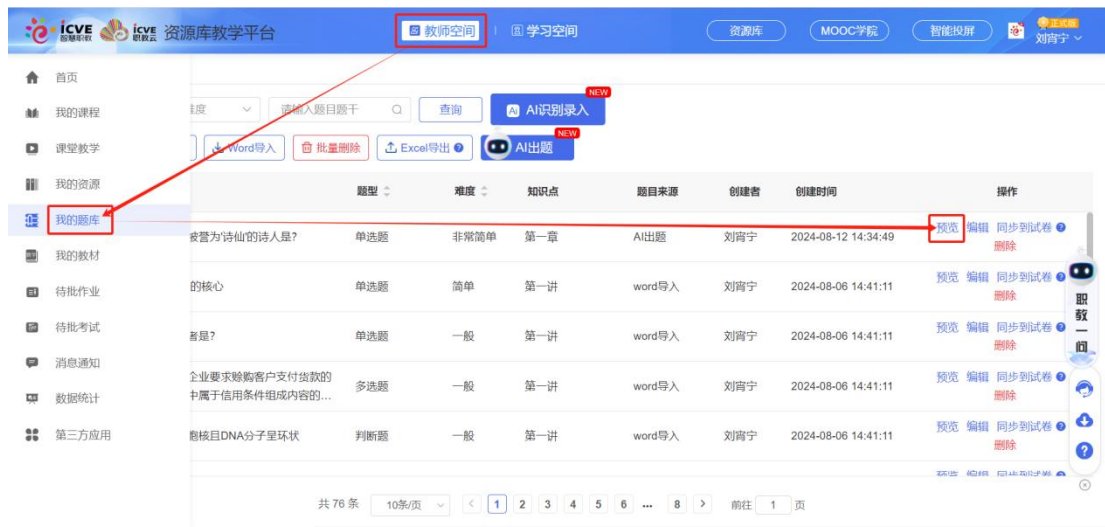 icve 智慧职教 icve 职教云 资源库教学平台 教师空间 学习空间 资源库 MOOC学院 智能投屏 正式版 刘宵宁
首页
我的课程
课堂教学
我的资源
我的题库
我的教材
待批作业
待批考试
消息通知
数据统计
第三方应用
难度 请输入题目题干 查询 AI识别录入 NEW
Word导入 批量删除 Excel导出 AI出题 NEW
题型 难度 知识点 题目来源 创建者 创建时间 操作
被誉为'诗仙'的诗人是? 单选题 非常简单 第一章 AI出题 刘宵宁 2024-08-12 14:34:49 预览 编辑 同步到试卷
删除
的核心 单选题 简单 第一讲 word导入 刘宵宁 2024-08-06 14:41:11 预览 编辑 同步到试卷
删除
者是? 单选题 一般 第一讲 word导入 刘宵宁 2024-08-06 14:41:11 预览 编辑 同步到试卷
删除
企业要求赊购客户支付货款的
中属于信用条件组成内容的... 多选题 一般 第一讲 word导入 刘宵宁 2024-08-06 14:41:11 预览 编辑 同步到试卷
删除
胞核且DNA分子呈环状 判断题 一般 第一讲 word导入 刘宵宁 2024-08-06 14:41:11 预览 编辑 同步到试卷
删除
预览 编辑 同步到试卷
共 76 条 10条/页 < 1 2 3 4 5 6 ... 8 > 前往 1 页
职教一问